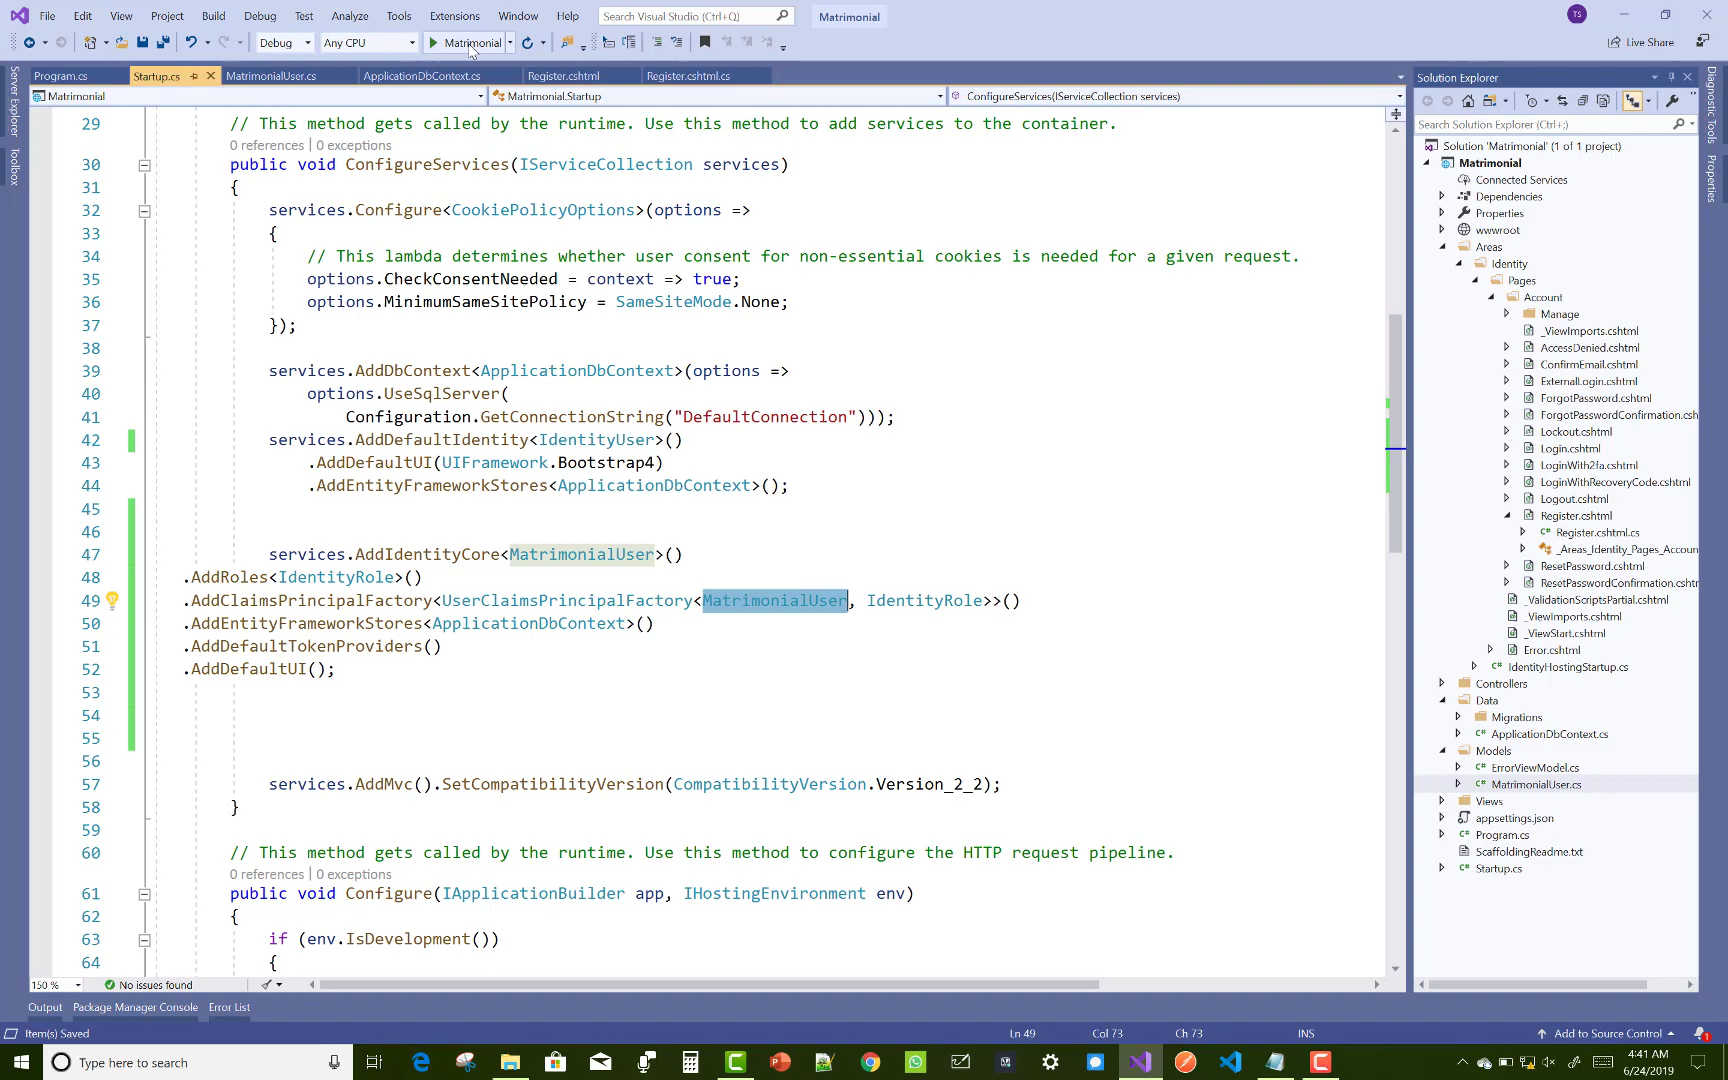 File Edit View Project Build Debug Test Analyze Tools Extensions Window Help Search Visual Studio (Ctrl+Q) Matrimonial TS
Debug Any CPU Matrimonial Live Share
Program.cs Startup.cs MatrimonialUser.cs ApplicationDbContext.cs Register.cshtml Register.cshtml.cs
Matrimonial Matrimonial.Startup ConfigureServices(IServiceCollection services)
Server Explorer
Toolbox
29 // This method gets called by the runtime. Use this method to add services to the container.
0 references | 0 exceptions
30 public void ConfigureServices(IServiceCollection services)
31 {
32 services.Configure<CookiePolicyOptions>(options =>
33 {
34 // This lambda determines whether user consent for non-essential cookies is needed for a given request.
35 options.CheckConsentNeeded = context => true;
36 options.MinimumSameSitePolicy = SameSiteMode.None;
37 });
38
39 services.AddDbContext<ApplicationDbContext>(options =>
40 options.UseSqlServer(
41 Configuration.GetConnectionString("DefaultConnection")));
42 services.AddDefaultIdentity<IdentityUser>()
43 .AddDefaultUI(UIFramework.Bootstrap4)
44 .AddEntityFrameworkStores<ApplicationDbContext>();
45
46
47 services.AddIdentityCore<MatrimonialUser>()
48 .AddRoles<IdentityRole>()
49 .AddClaimsPrincipalFactory<UserClaimsPrincipalFactory<MatrimonialUser, IdentityRole>>()
50 .AddEntityFrameworkStores<ApplicationDbContext>()
51 .AddDefaultTokenProviders()
52 .AddDefaultUI();
53
54
55
56
57 services.AddMvc().SetCompatibilityVersion(CompatibilityVersion.Version_2_2);
58 }
59
60 // This method gets called by the runtime. Use this method to configure the HTTP request pipeline.
0 references | 0 exceptions
61 public void Configure(IApplicationBuilder app, IHostingEnvironment env)
62 {
63 if (env.IsDevelopment())
64 {
150 % No issues found
Output Package Manager Console Error List
Item(s) Saved Ln 49 Col 73 Ch 73 INS Add to Source Control 1
Solution Explorer
Search Solution Explorer (Ctrl+;)
Solution 'Matrimonial' (1 of 1 project)
Matrimonial
Connected Services
Dependencies
Properties
wwwroot
Areas
Identity
Pages
Account
Manage
_ViewImports.cshtml
AccessDenied.cshtml
ConfirmEmail.cshtml
ExternalLogin.cshtml
ForgotPassword.cshtml
ForgotPasswordConfirmation.csh
Lockout.cshtml
Login.cshtml
LoginWith2fa.cshtml
LoginWithRecoveryCode.cshtml
Logout.cshtml
Register.cshtml
Register.cshtml.cs
_Areas_Identity_Pages_Accoun
ResetPassword.cshtml
ResetPasswordConfirmation.cshtr
_ValidationScriptsPartial.cshtml
_ViewImports.cshtml
_ViewStart.cshtml
Error.cshtml
IdentityHostingStartup.cs
Controllers
Data
Migrations
ApplicationDbContext.cs
Models
ErrorViewModel.cs
MatrimonialUser.cs
Views
appsettings.json
Program.cs
ScaffoldingReadme.txt
Startup.cs
Diagnostic Tools
Properties
Type here to search
4:41 AM
6/24/2019